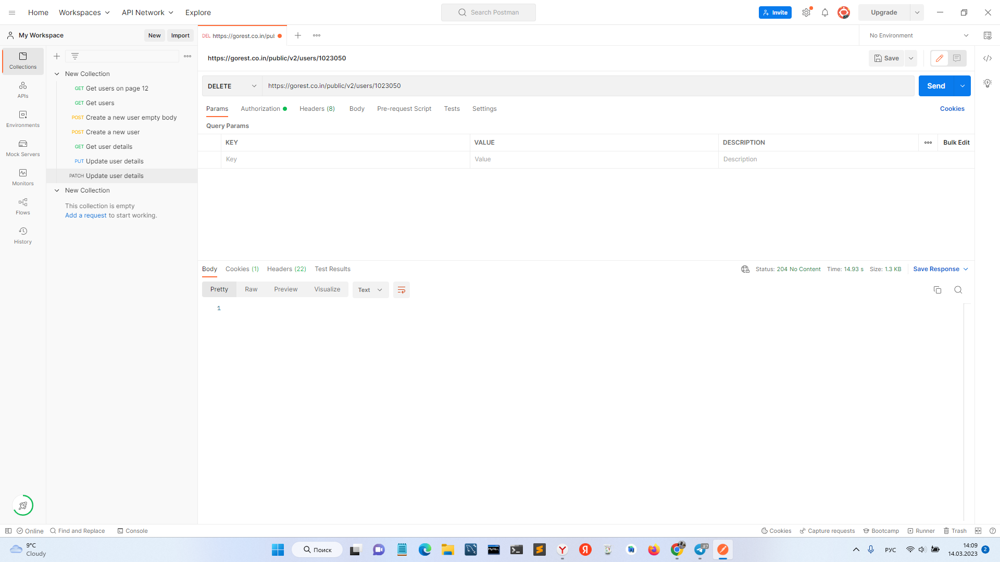 Home
Workspaces
API Network
Explore
Search Postman
Invite
Upgrade
My Workspace
New
Import
DEL https://gorest.co.in/pul
No Environment
https://gorest.co.in/public/v2/users/1023050
Save
DELETE
https://gorest.co.in/public/v2/users/1023050
Send
Params
Authorization
Headers (8)
Body
Pre-request Script
Tests
Settings
Cookies
Query Params
KEY
VALUE
DESCRIPTION
Bulk Edit
Key
Value
Description
Collections
APIs
Environments
Mock Servers
Monitors
Flows
History
New Collection
GET Get users on page 12
GET Get users
POST Create a new user empty body
POST Create a new user
GET Get user details
PUT Update user details
PATCH Update user details
New Collection
This collection is empty
Add a request to start working.
Body
Cookies (1)
Headers (22)
Test Results
Status: 204 No Content
Time: 14.93 s
Size: 1.3 KB
Save Response
Pretty
Raw
Preview
Visualize
Text
1
Online
Find and Replace
Console
Cookies
Capture requests
Bootcamp
Runner
Trash
9°C
Cloudy
Поиск
MySQL
Y
Я
87
РУС
14:09
14.03.2023
2